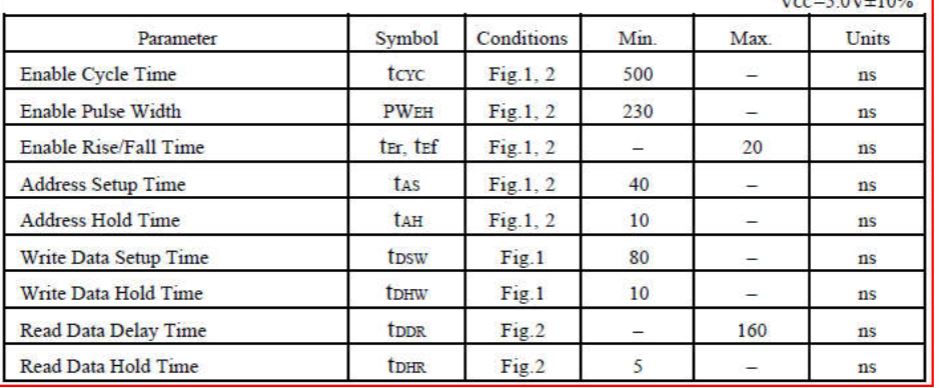 Vcc=5.0V±10%
Parameter Symbol Conditions Min. Max. Units
Enable Cycle Time tCYC Fig.1, 2 500 – ns
Enable Pulse Width PWEH Fig.1, 2 230 – ns
Enable Rise/Fall Time tEr, tEf Fig.1, 2 – 20 ns
Address Setup Time tAS Fig.1, 2 40 – ns
Address Hold Time tAH Fig.1, 2 10 – ns
Write Data Setup Time tDSW Fig.1 80 – ns
Write Data Hold Time tDHW Fig.1 10 – ns
Read Data Delay Time tDDR Fig.2 – 160 ns
Read Data Hold Time tDHR Fig.2 5 – ns